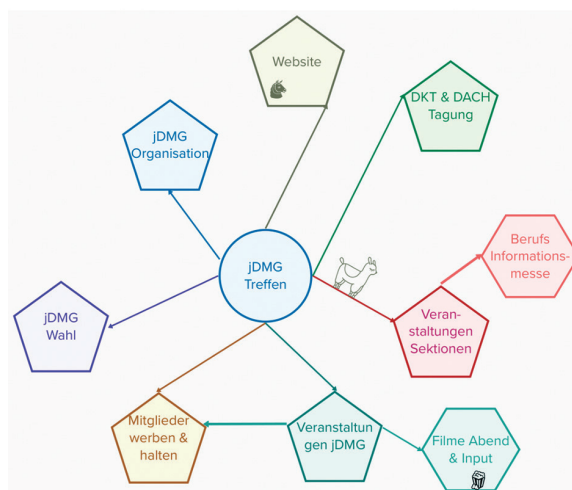 Website
DKT & DACH
Tagung
jDMG
Organisation
Berufs
Informations-
messe
jDMG
Treffen
jDMG
Wahl
Veran-
staltungen
Sektionen
Mitglieder
werben &
halten
Veranstaltun
gen jDMG
Filme Abend
& Input